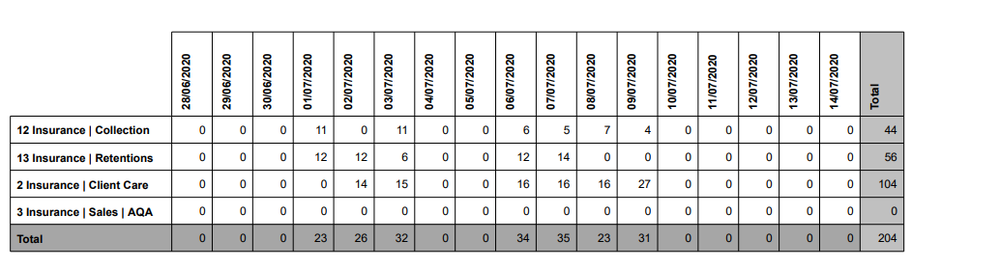 28/06/2020 29/06/2020 30/06/2020 01/07/2020 02/07/2020 03/07/2020 04/07/2020 05/07/2020 06/07/2020 07/07/2020 08/07/2020 09/07/2020 10/07/2020 11/07/2020 12/07/2020 13/07/2020 14/07/2020 Total
12 Insurance | Collection 0 0 0 11 0 11 0 0 6 5 7 4 0 0 0 0 0 44
13 Insurance | Retentions 0 0 0 12 12 6 0 0 12 14 0 0 0 0 0 0 0 56
2 Insurance | Client Care 0 0 0 0 14 15 0 0 16 16 16 27 0 0 0 0 0 104
3 Insurance | Sales | AQA 0 0 0 0 0 0 0 0 0 0 0 0 0 0 0 0 0 0
Total 0 0 0 23 26 32 0 0 34 35 23 31 0 0 0 0 0 204